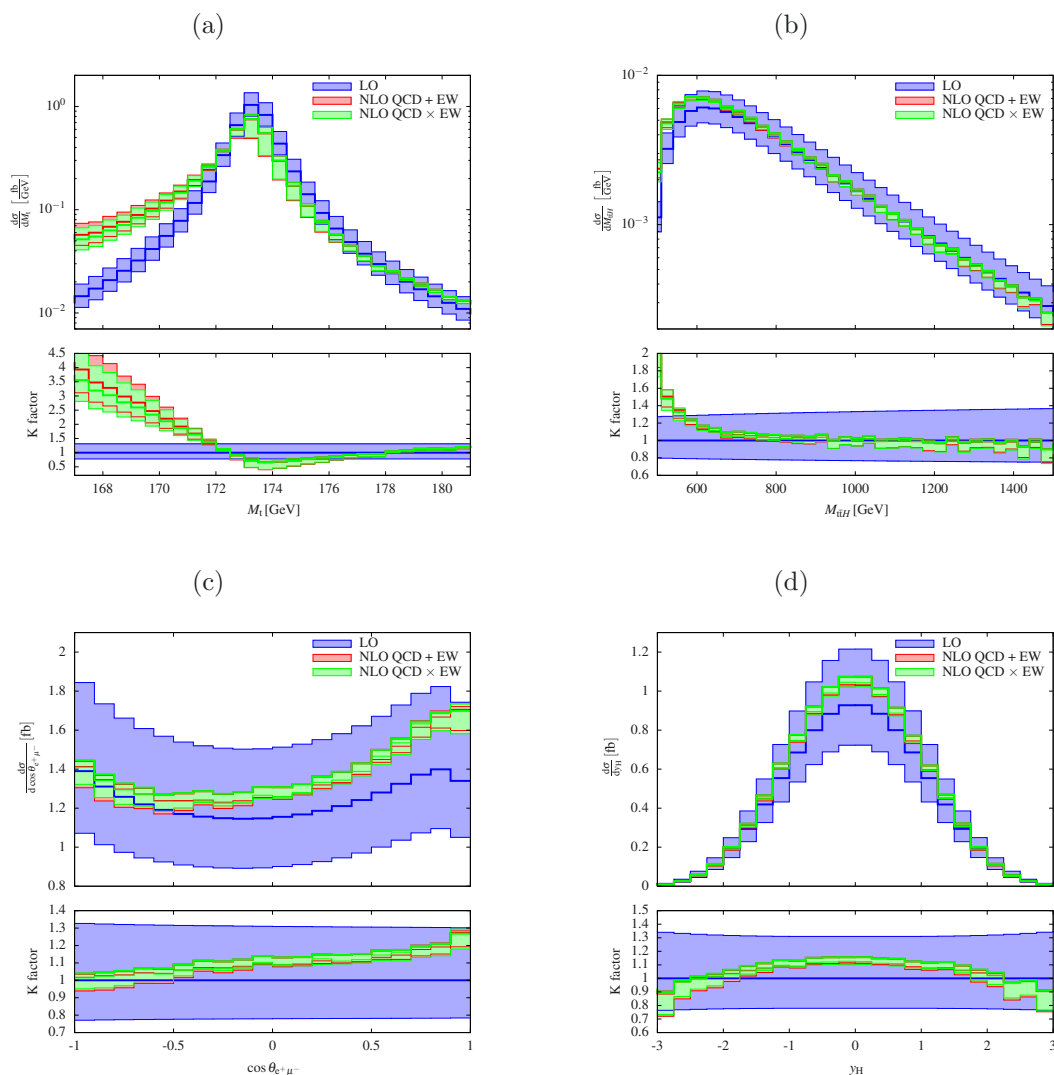 (a)
LO
NLO QCD + EW
NLO QCD × EW
10⁰
10⁻¹
10⁻²
dσ/dM_t [fb/GeV]
4.5
4
3.5
3
2.5
2
1.5
1
0.5
K factor
168 170 172 174 176 178 180
M_t [GeV]
(b)
LO
NLO QCD + EW
NLO QCD × EW
10⁻²
10⁻³
dσ/dM_tt̄H [fb/GeV]
2
1.8
1.6
1.4
1.2
1
0.8
0.6
K factor
600 800 1000 1200 1400
M_tt̄H [GeV]
(c)
LO
NLO QCD + EW
NLO QCD × EW
2
1.8
1.6
1.4
1.2
1
0.8
dσ/d cos θ_e⁺μ⁻ [fb]
1.4
1.3
1.2
1.1
1
0.9
0.8
0.7
0.6
K factor
-1 -0.5 0 0.5 1
cos θ_e⁺μ⁻
(d)
LO
NLO QCD + EW
NLO QCD × EW
1.2
1
0.8
0.6
0.4
0.2
0
dσ/dy_H [fb]
1.5
1.4
1.3
1.2
1.1
1
0.9
0.8
0.7
0.6
K factor
-3 -2 -1 0 1 2 3
y_H